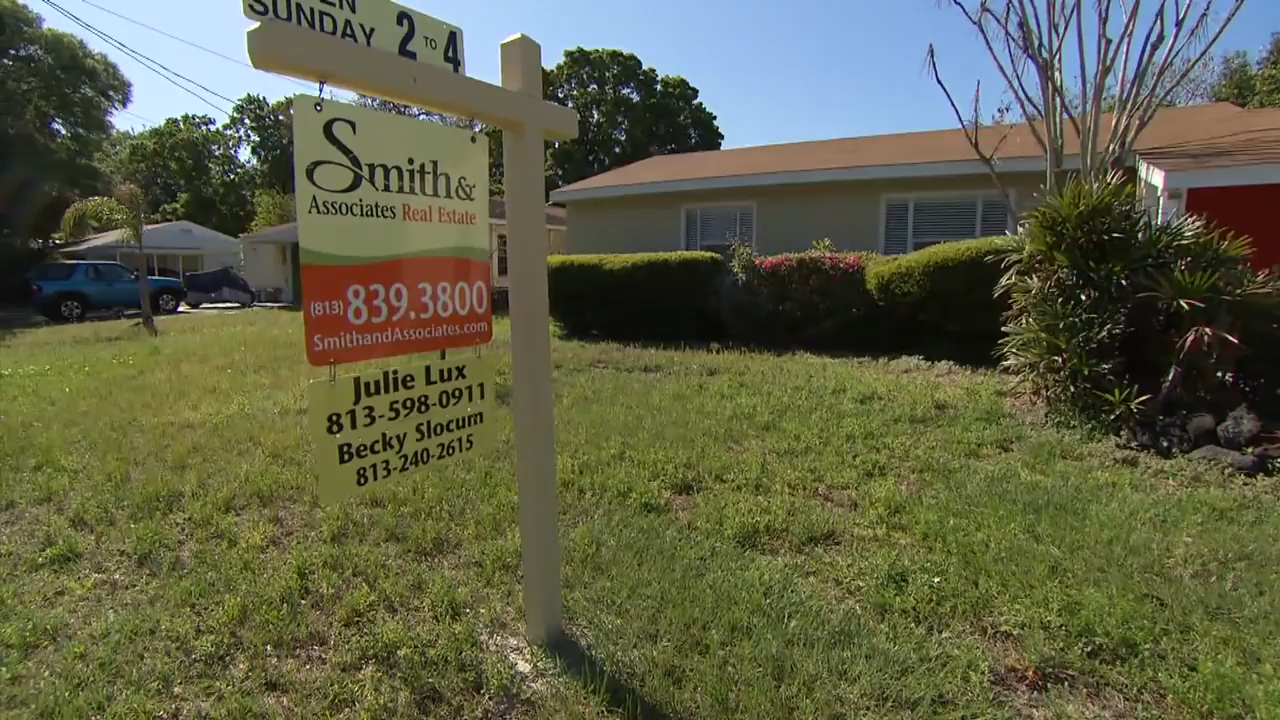 SUNDAY 2 TO 4
Smith &
Associates Real Estate
(813) 839.3800
SmithandAssociates.com
Julie Lux
813-598-0911
Becky Slocum
813-240-2615